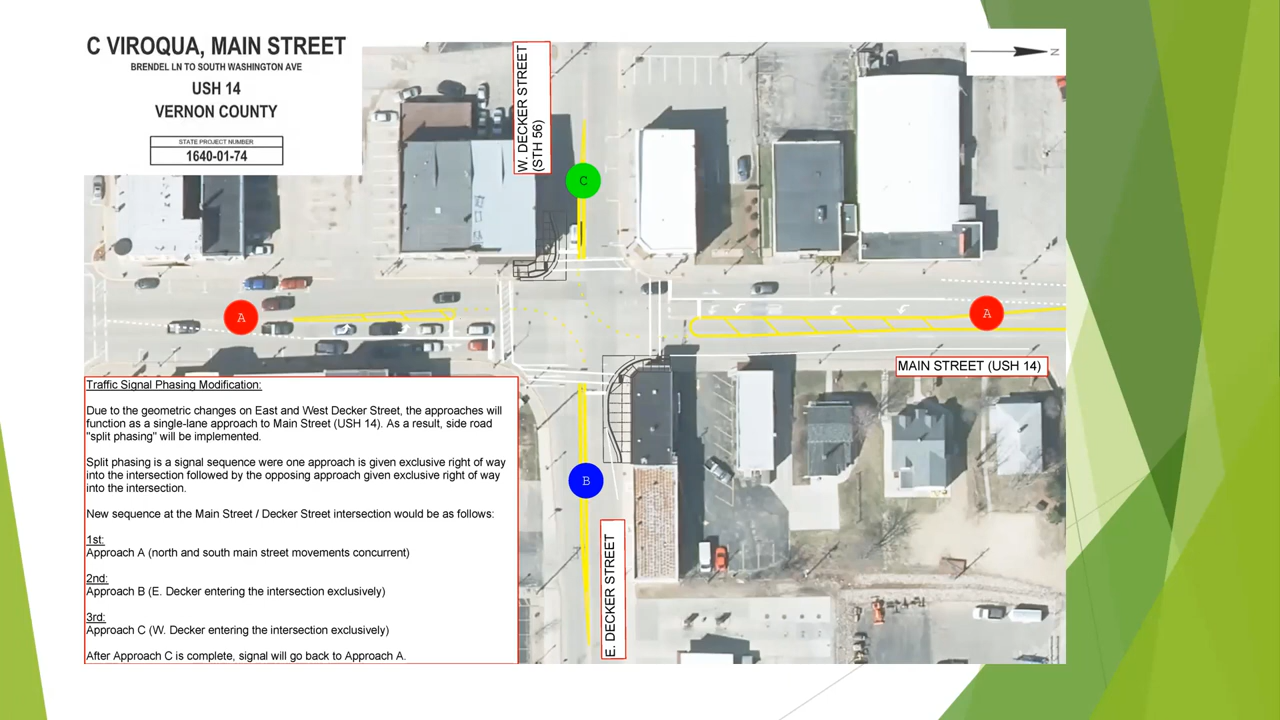 C VIROQUA, MAIN STREET
BRENDEL LN TO SOUTH WASHINGTON AVE
USH 14
VERNON COUNTY
STATE PROJECT NUMBER
1640-01-74
W. DECKER STREET
(STH 56)
N
C
A
A
MAIN STREET (USH 14)
B
E. DECKER STREET
Traffic Signal Phasing Modification:
Due to the geometric changes on East and West Decker Street, the approaches will
function as a single-lane approach to Main Street (USH 14). As a result, side road
"split phasing" will be implemented.
Split phasing is a signal sequence were one approach is given exclusive right of way
into the intersection followed by the opposing approach given exclusive right of way
into the intersection.
New sequence at the Main Street / Decker Street intersection would be as follows:
1st:
Approach A (north and south main street movements concurrent)
2nd:
Approach B (E. Decker entering the intersection exclusively)
3rd:
Approach C (W. Decker entering the intersection exclusively)
After Approach C is complete, signal will go back to Approach A.